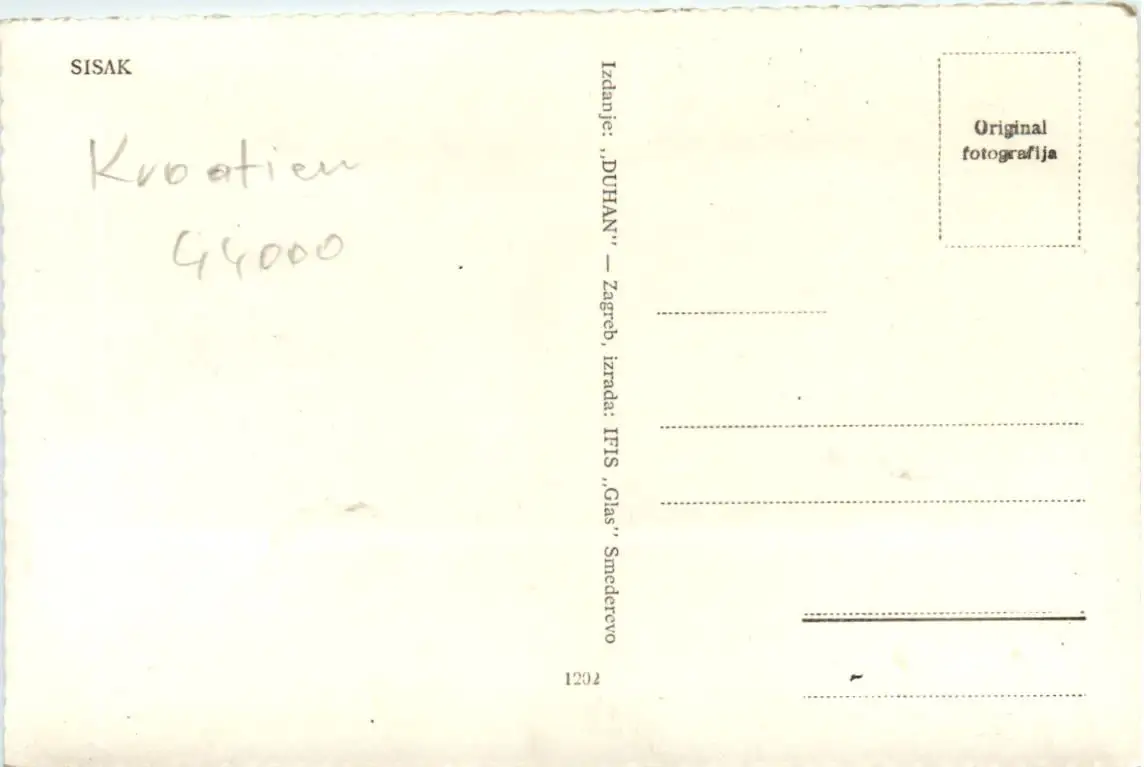 SISAK
Kroatien
44000
Izdanje: „DUHAN" — Zagreb, izrada: IFIS „Glas" Smederevo
1202
Original
fotografija